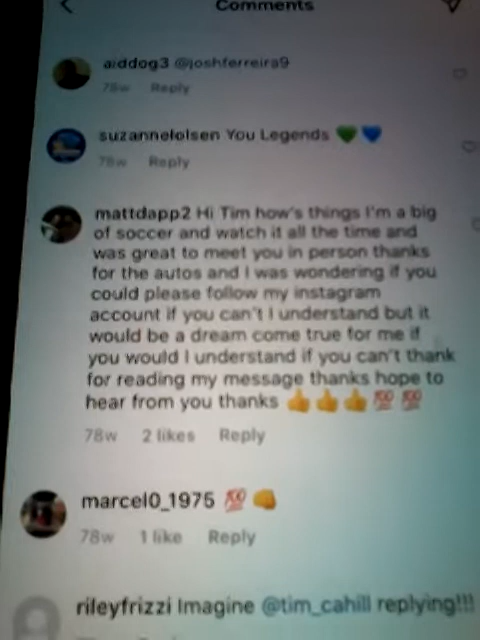 Comments
aiddog3 @joshferreira9
78w Reply
suzannelolsen You Legends 💚💙
78w Reply
mattdapp2 Hi Tim how's things I'm a big
of soccer and watch it all the time and
was great to meet you in person thanks
for the autos and I was wondering if you
could please follow my instagram
account if you can't I understand but it
would be a dream come true for me if
you would I understand if you can't thank
for reading my message thanks hope to
hear from you thanks 👍👍👍💯💯
78w 2 likes Reply
marcel0_1975 💯👊
78w 1 like Reply
rileyfrizzi Imagine @tim_cahill replying!!!